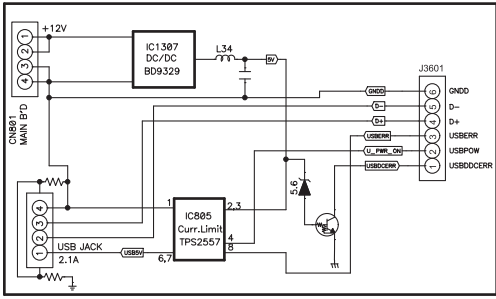 +12V
1
2
3
4
CN801
MAIN B'D
IC1307
DC/DC
BD9329
L34
5V
J3601
GNDD
6
GNDD
D-
5
D-
D+
4
D+
USBERR
3
USBERR
U_PWR_ON
2
USBPOW
USBDDCERR
1
USBDDCERR
5.6
4
3
2
1
USB JACK
2.1A
USB5V
1
IC805
Curr.Limit
TPS2557
2,3
4
8
6,7